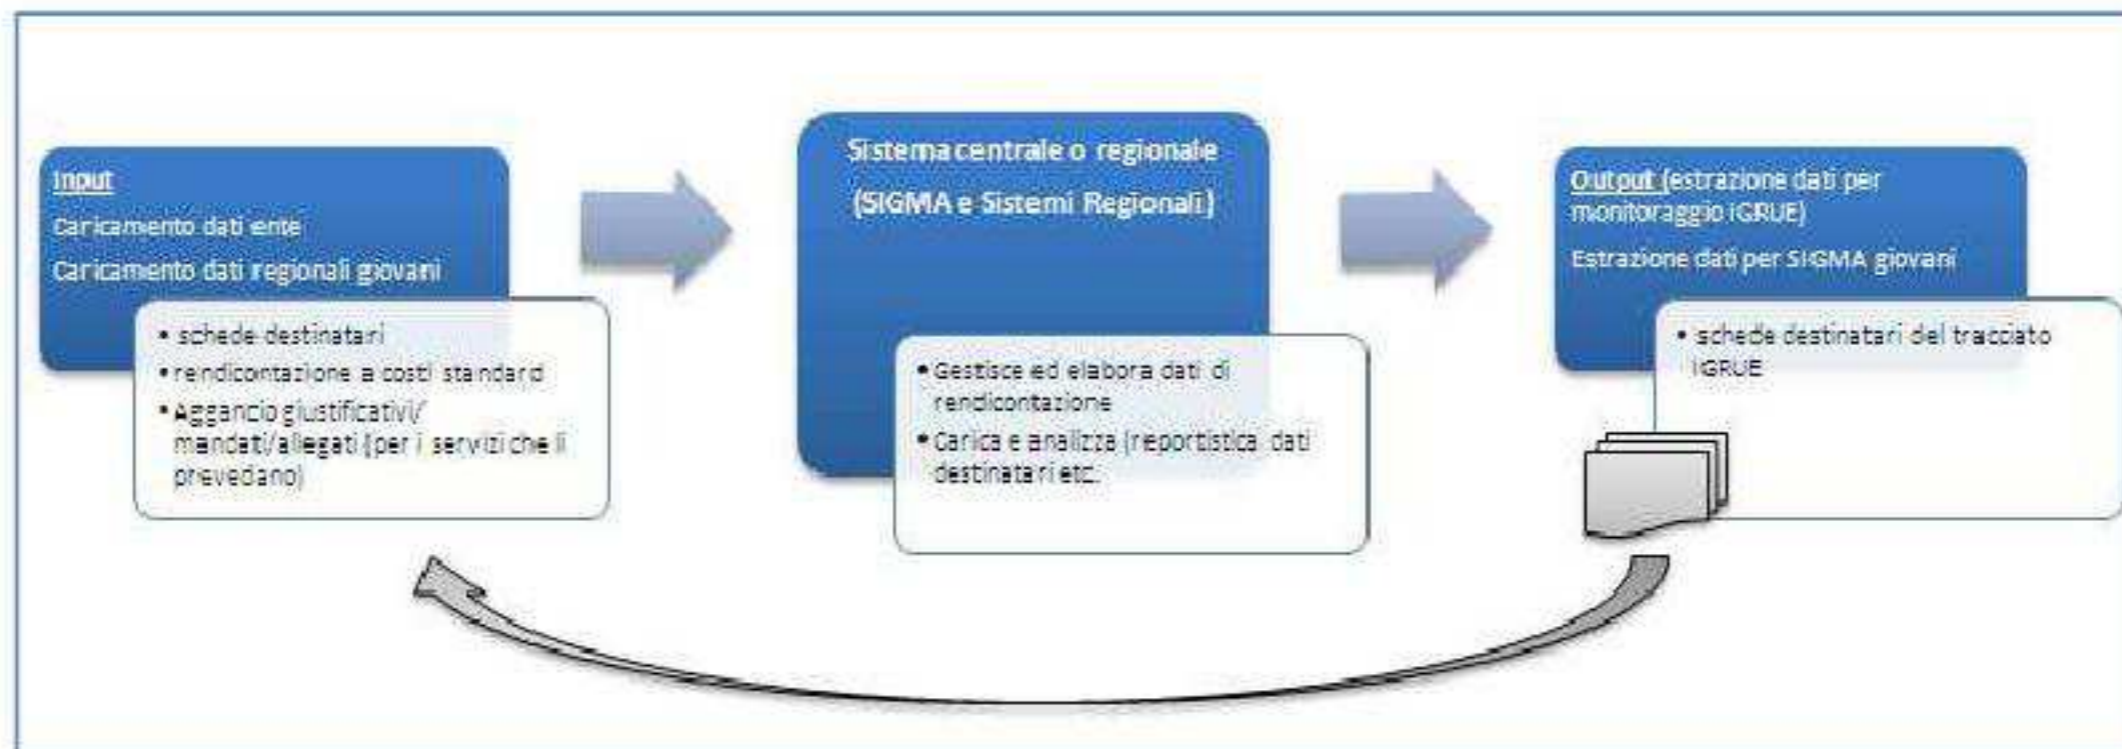 Input
Caricamento dati ente
Caricamento dati regionali giovani
• schede destinatari
• rendicontazione a costi standard
• Aggancio giustificativi/
mandati/allegati (per i servizi che li
prevedano)
Sistema centrale o regionale
(SIGMA e Sistemi Regionali)
• Gestisce ed elabora dati di
rendicontazione
• Carica e analizza (reportistica dati
destinatari etc.
Output (estrazione dati per
monitoraggio IGRUE)
Estrazione dati per SIGMA giovani
• schede destinatari del tracciato
IGRUE